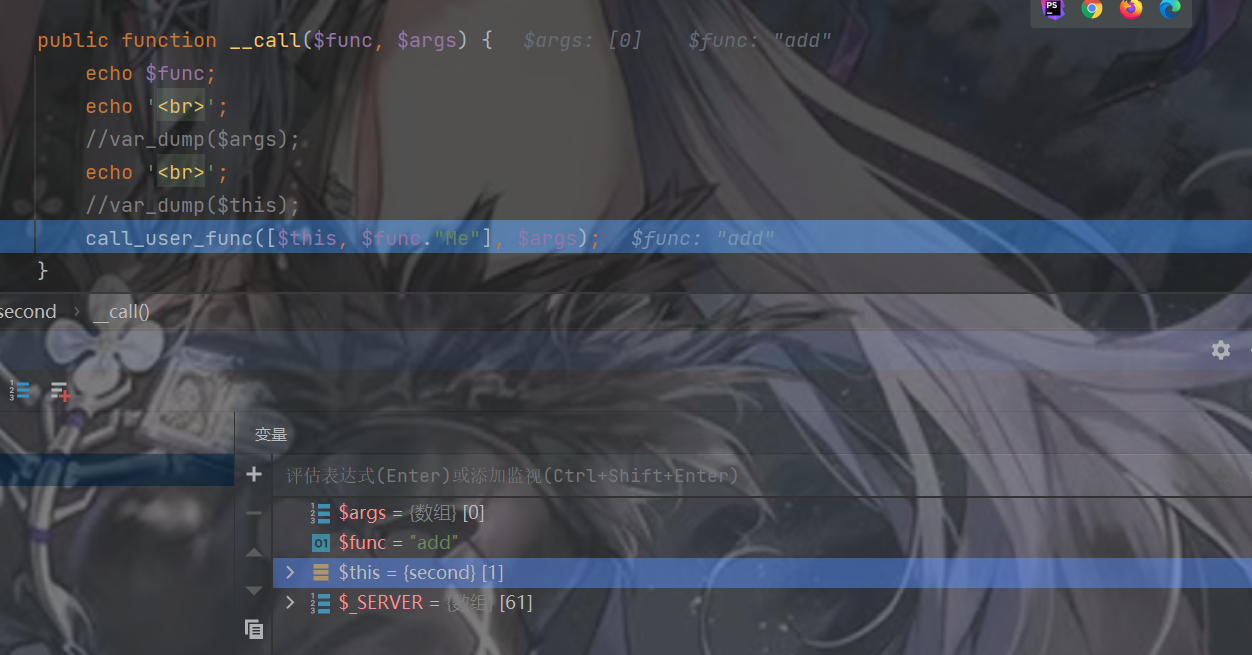 PS
public function __call($func, $args) { $args: [0] $func: "add"
echo $func;
echo '<br>';
//var_dump($args);
echo '<br>';
//var_dump($this);
call_user_func([$this, $func."Me"], $args); $func: "add"
}
second › __call()
变量
评估表达式(Enter)或添加监视(Ctrl+Shift+Enter)
$args = {数组} [0]
01 $func = "add"
$this = {second} [1]
$_SERVER = {数组} [61]